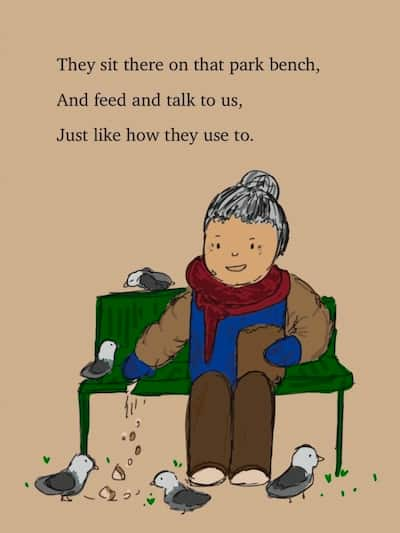 They sit there on that park bench,
And feed and talk to us,
Just like how they use to.